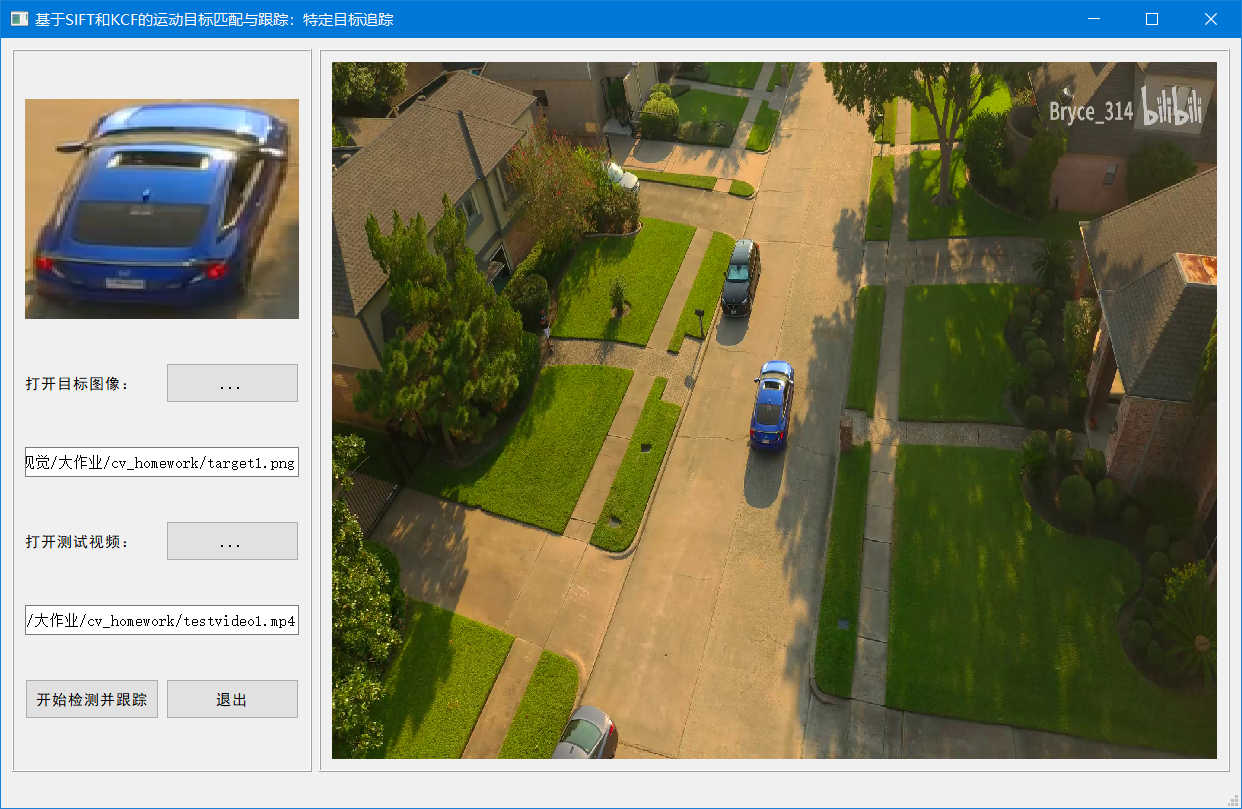 基于SIFT和KCF的运动目标匹配与跟踪：特定目标追踪
Bryce_314 bilibili
打开目标图像： ...
视觉/大作业/cv_homework/target1.png
打开测试视频： ...
/大作业/cv_homework/testvideo1.mp4
开始检测并跟踪 退出